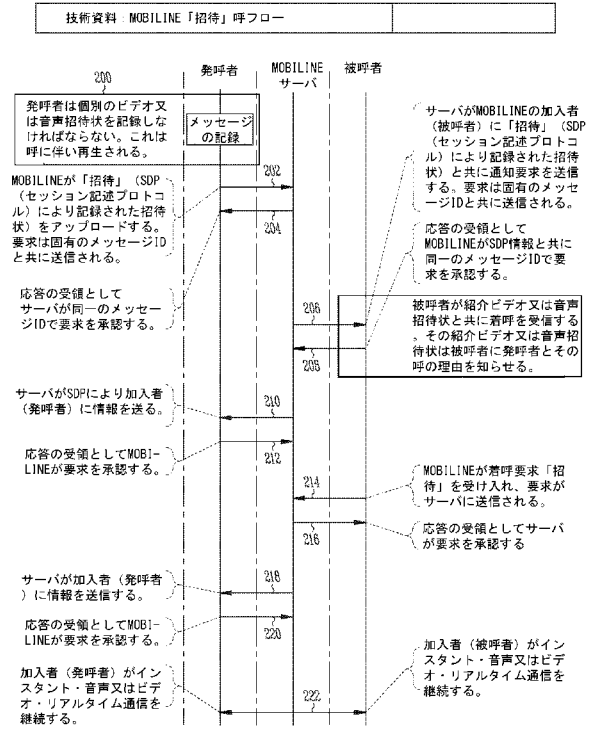 技術資料：MOBILINE「招待」呼フロー
200
発呼者
MOBILINE
サーバ
被呼者
発呼者は個別のビデオ又
は音声招待状を記録しな
ければならない。これは
呼に伴い再生される。
メッセージ
の記録
サーバがMOBILINEの加入者
（被呼者）に「招待」（SDP
（セッション記述プロトコ
ル）により記録された招待
状）と共に通知要求を送信
する。要求は固有のメッセ
ージIDと共に送信される。
MOBILINEが「招待」（SDP
（セッション記述プロトコ
ル）により記録された招待
状）をアップロードする。
要求は固有のメッセージID
と共に送信される。
202
204
応答の受領として
MOBILINEがSDP情報と共に
同一のメッセージIDで要
求を承認する。
応答の受領として
サーバが同一のメッセー
ジIDで要求を承認する。
206
208
被呼者が紹介ビデオ又は音声
招待状と共に着呼を受信する
。その紹介ビデオ又は音声招
待状は被呼者に発呼者とその
呼の理由を知らせる。
サーバがSDPにより加入者
（発呼者）に情報を送る。
210
応答の受領としてMOBI-
LINEが要求を承認する。
212
214
MOBILINEが着呼要求「招
待」を受け入れ、要求が
サーバに送信される。
216
応答の受領としてサーバ
が要求を承認する
サーバが加入者（発呼者
）に情報を送信する。
218
応答の受領としてMOBI-
LINEが要求を承認する。
220
加入者（発呼者）がイン
スタント・音声又はビデ
オ・リアルタイム通信を
継続する。
222
加入者（被呼者）がイン
スタント・音声又はビデ
オ・リアルタイム通信を
継続する。